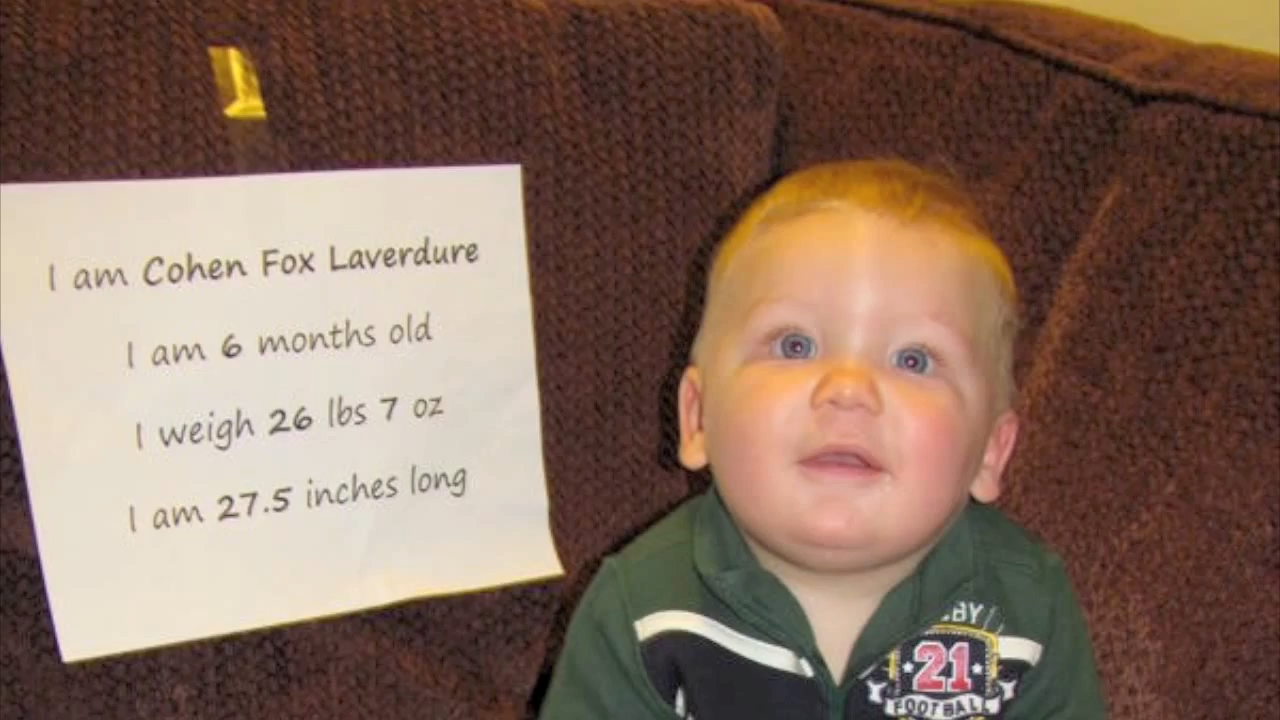 I am Cohen Fox Laverdure
I am 6 months old
I weigh 26 lbs 7 oz
I am 27.5 inches long
21
FOOTBALL